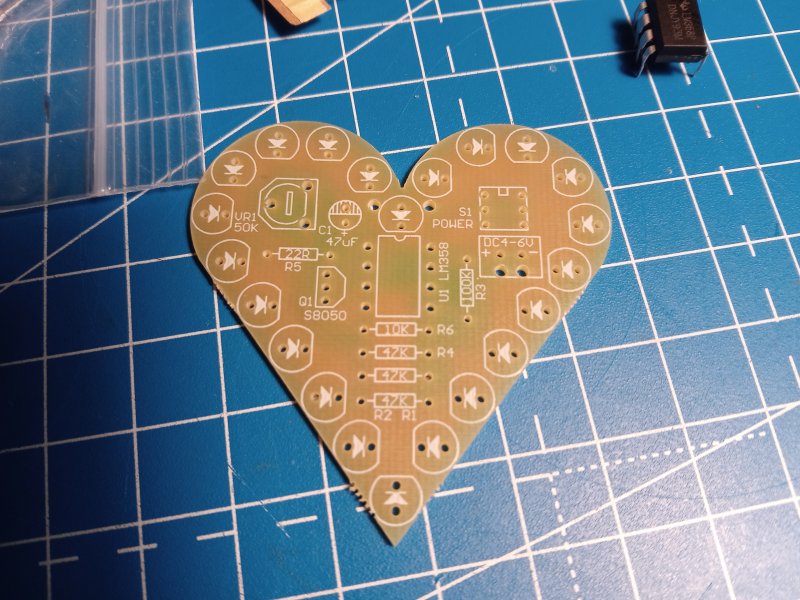 VR1
50K
C1 +
47uF
S1
POWER
DC4-6V
+ -
22R
R5
Q1
S8050
U1 LM358
100K
R3
10K R6
47K R4
47K
47K
R2 R1